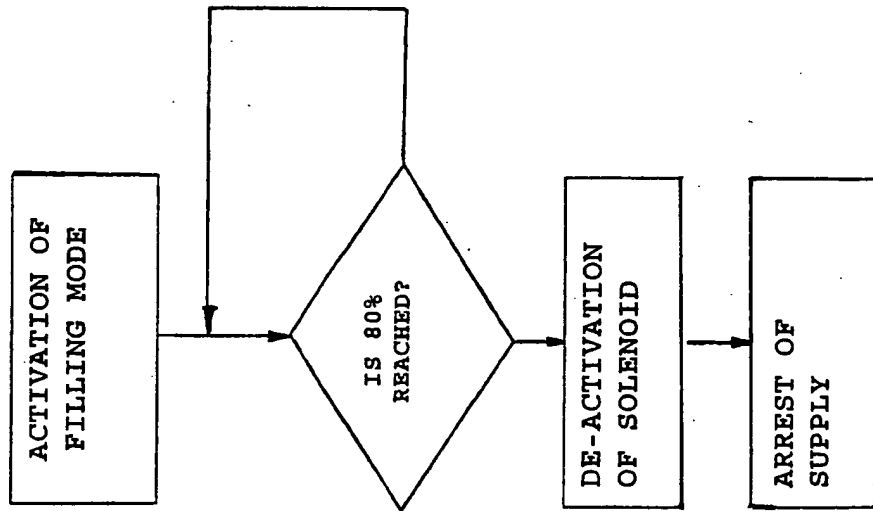 ACTIVATION OF
FILLING MODE
IS 80%
REACHED?
DE-ACTIVATION
OF SOLENOID
ARREST OF
SUPPLY